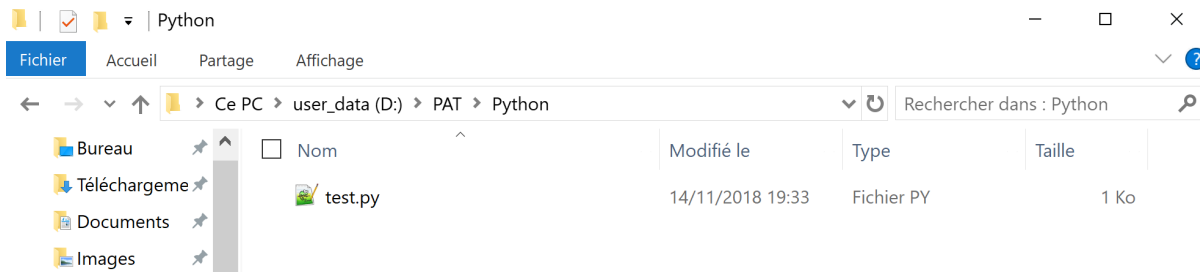 Python
Fichier Accueil Partage Affichage ?
Ce PC user_data (D:) PAT Python Rechercher dans : Python
Bureau Nom Modifié le Type Taille
Téléchargeme test.py 14/11/2018 19:33 Fichier PY 1 Ko
Documents
Images